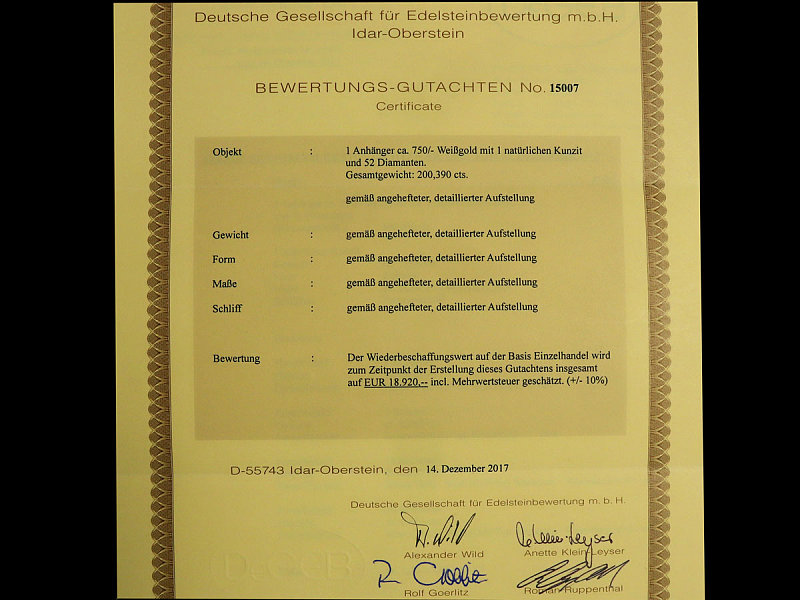 Deutsche Gesellschaft für Edelsteinbewertung m.b.H.
Idar-Oberstein
BEWERTUNGS-GUTACHTEN No. 15007
Certificate
Objekt : 1 Anhänger ca. 750/- Weißgold mit 1 natürlichen Kunzit
und 52 Diamanten.
Gesamtgewicht: 200,390 cts.
gemäß angehefteter, detaillierter Aufstellung
Gewicht : gemäß angehefteter, detaillierter Aufstellung
Form : gemäß angehefteter, detaillierter Aufstellung
Maße : gemäß angehefteter, detaillierter Aufstellung
Schliff : gemäß angehefteter, detaillierter Aufstellung
Bewertung : Der Wiederbeschaffungswert auf der Basis Einzelhandel wird
zum Zeitpunkt der Erstellung dieses Gutachtens insgesamt
auf EUR 18.920,-- incl. Mehrwertsteuer geschätzt. (+/- 10%)
D-55743 Idar-Oberstein, den 14. Dezember 2017
Deutsche Gesellschaft für Edelsteinbewertung m. b. H.
Alexander Wild
Anette Klein-Leyser
Rolf Goerlitz
Roman Ruppenthal